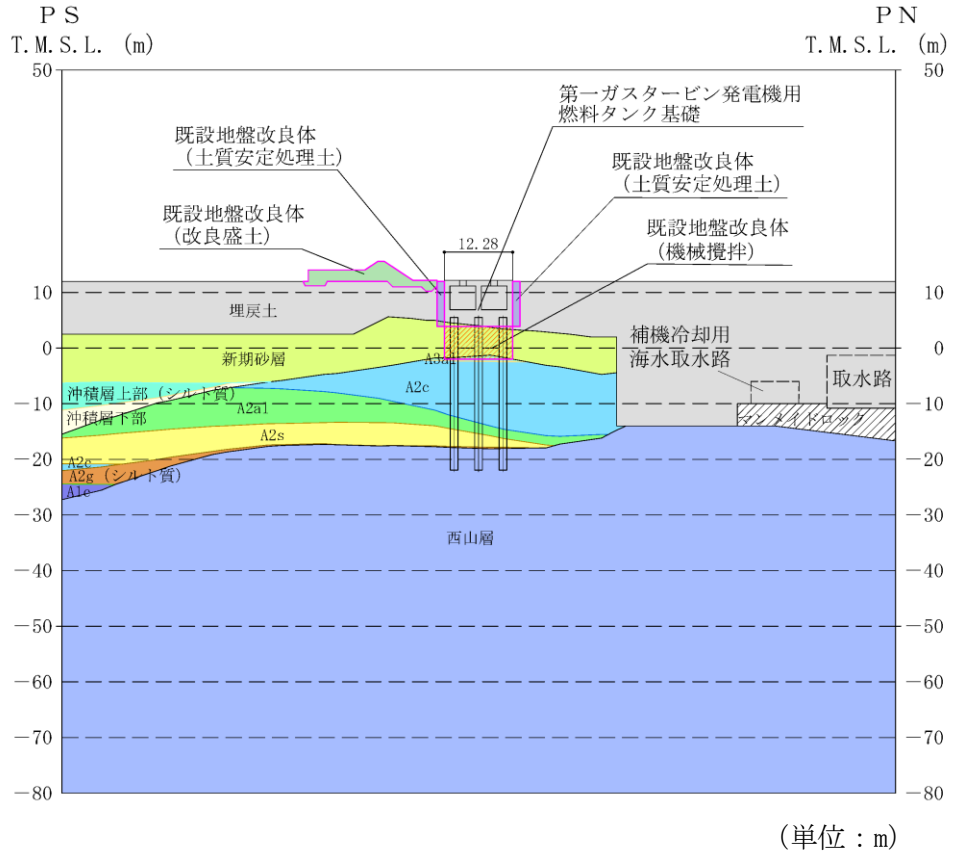 PS
PN
T.M.S.L. (m)
T.M.S.L. (m)
50
50
第一ガスタービン発電機用
燃料タンク基礎
既設地盤改良体
(土質安定処理土)
既設地盤改良体
(土質安定処理土)
既設地盤改良体
(改良盛土)
既設地盤改良体
(機械攪拌)
12.28
10
10
埋戻土
補機冷却用
海水取水路
0
0
新期砂層
A3a1
取水路
沖積層上部(シルト質)
A2c
-10
-10
沖積層下部
A2a1
マンメイドロック
A2s
A2c
-20
-20
A2g(シルト質)
A1c
-30
-30
西山層
-40
-40
-50
-50
-60
-60
-70
-70
-80
-80
(単位:m)